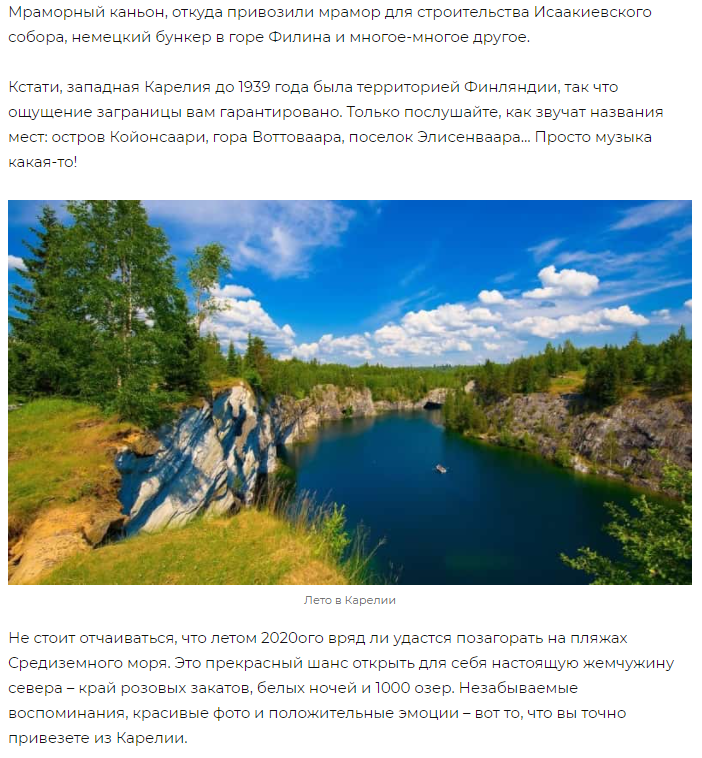 Мраморный каньон, откуда привозили мрамор для строительства Исаакиевского
собора, немецкий бункер в горе Филина и многое-многое другое.
Кстати, западная Карелия до 1939 года была территорией Финляндии, так что
ощущение заграницы вам гарантировано. Только послушайте, как звучат названия
мест: остров Койонсаари, гора Воттоваара, поселок Элисенваара... Просто музыка
какая-то!
Лето в Карелии
Не стоит отчаиваться, что летом 2020ого вряд ли удастся позагорать на пляжах
Средиземного моря. Это прекрасный шанс открыть для себя настоящую жемчужину
севера – край розовых закатов, белых ночей и 1000 озер. Незабываемые
воспоминания, красивые фото и положительные эмоции – вот то, что вы точно
привезете из Карелии.